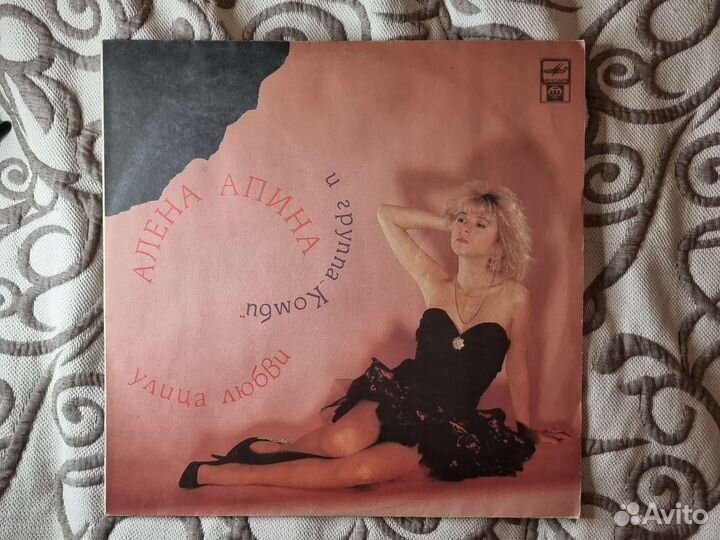 АЛЕНА АПИНА
и группа „Комби"
улица любви
Avito